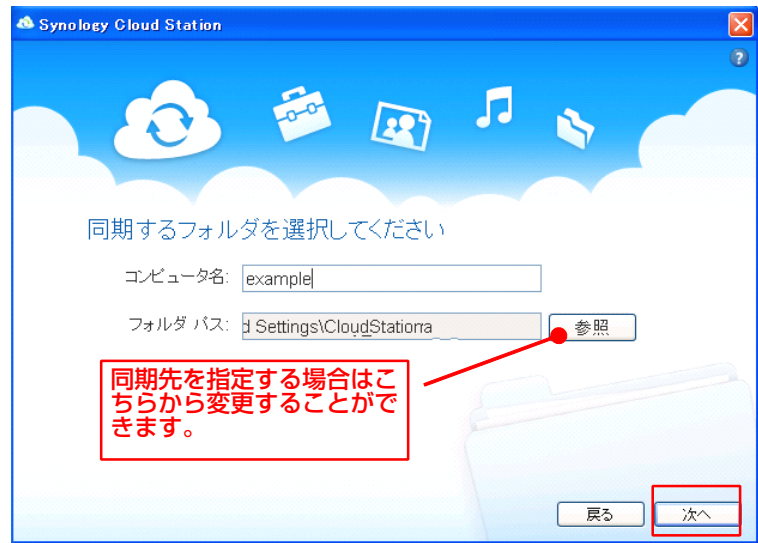 Synology Cloud Station
?
同期するフォルダを選択してください
コンピュータ名: example
フォルダ パス: d Settings\CloudStation 参照
同期先を指定する場合はこ
ちらから変更することがで
きます。
戻る 次へ